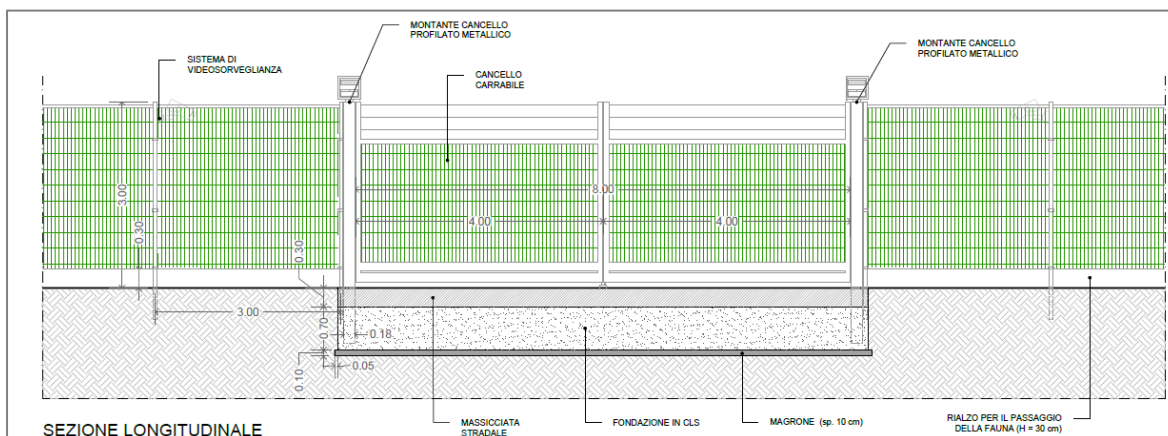 MONTANTE CANCELLO
PROFILATO METALLICO
MONTANTE CANCELLO
PROFILATO METALLICO
SISTEMA DI
VIDEOSORVEGLIANZA
CANCELLO
CARRABILE
3.00
0.30
8.00
4.00
4.00
0.30
3.00
0.70
0.18
0.10
0.05
MASSICCIATA
STRADALE
FONDAZIONE IN CLS
MAGRONE (sp. 10 cm)
RIALZO PER IL PASSAGGIO
DELLA FAUNA (H = 30 cm)
SEZIONE LONGITUDINALE